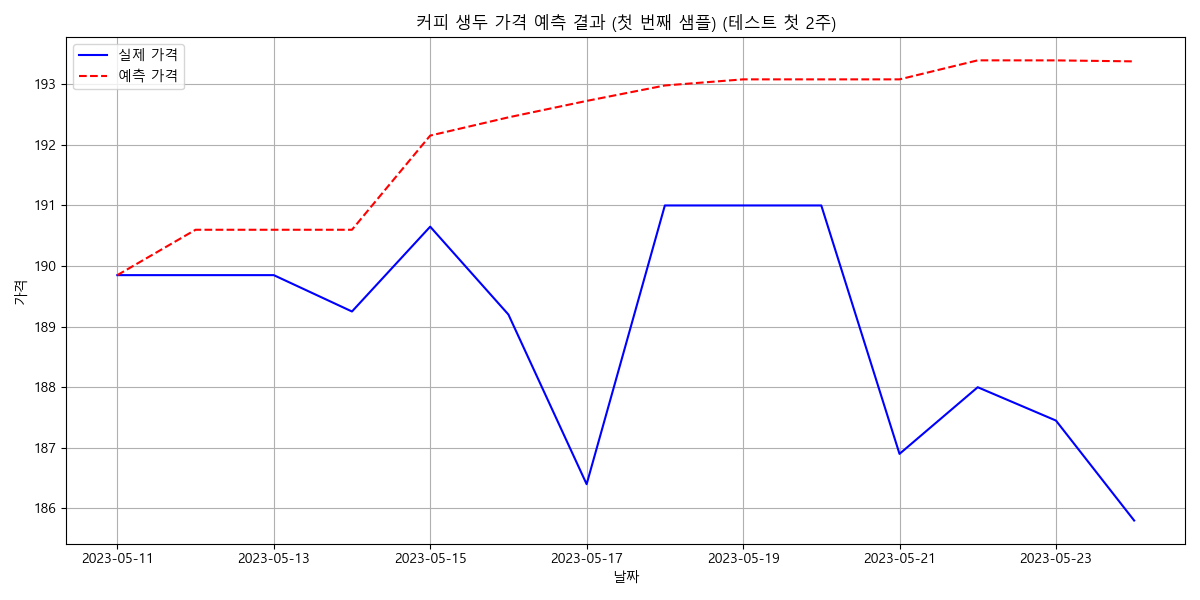 커피 생두 가격 예측 결과 (첫 번째 샘플) (테스트 첫 2주)
실제 가격
예측 가격
193
192
191
190
189
188
187
186
가격
2023-05-11 2023-05-13 2023-05-15 2023-05-17 2023-05-19 2023-05-21 2023-05-23
날짜